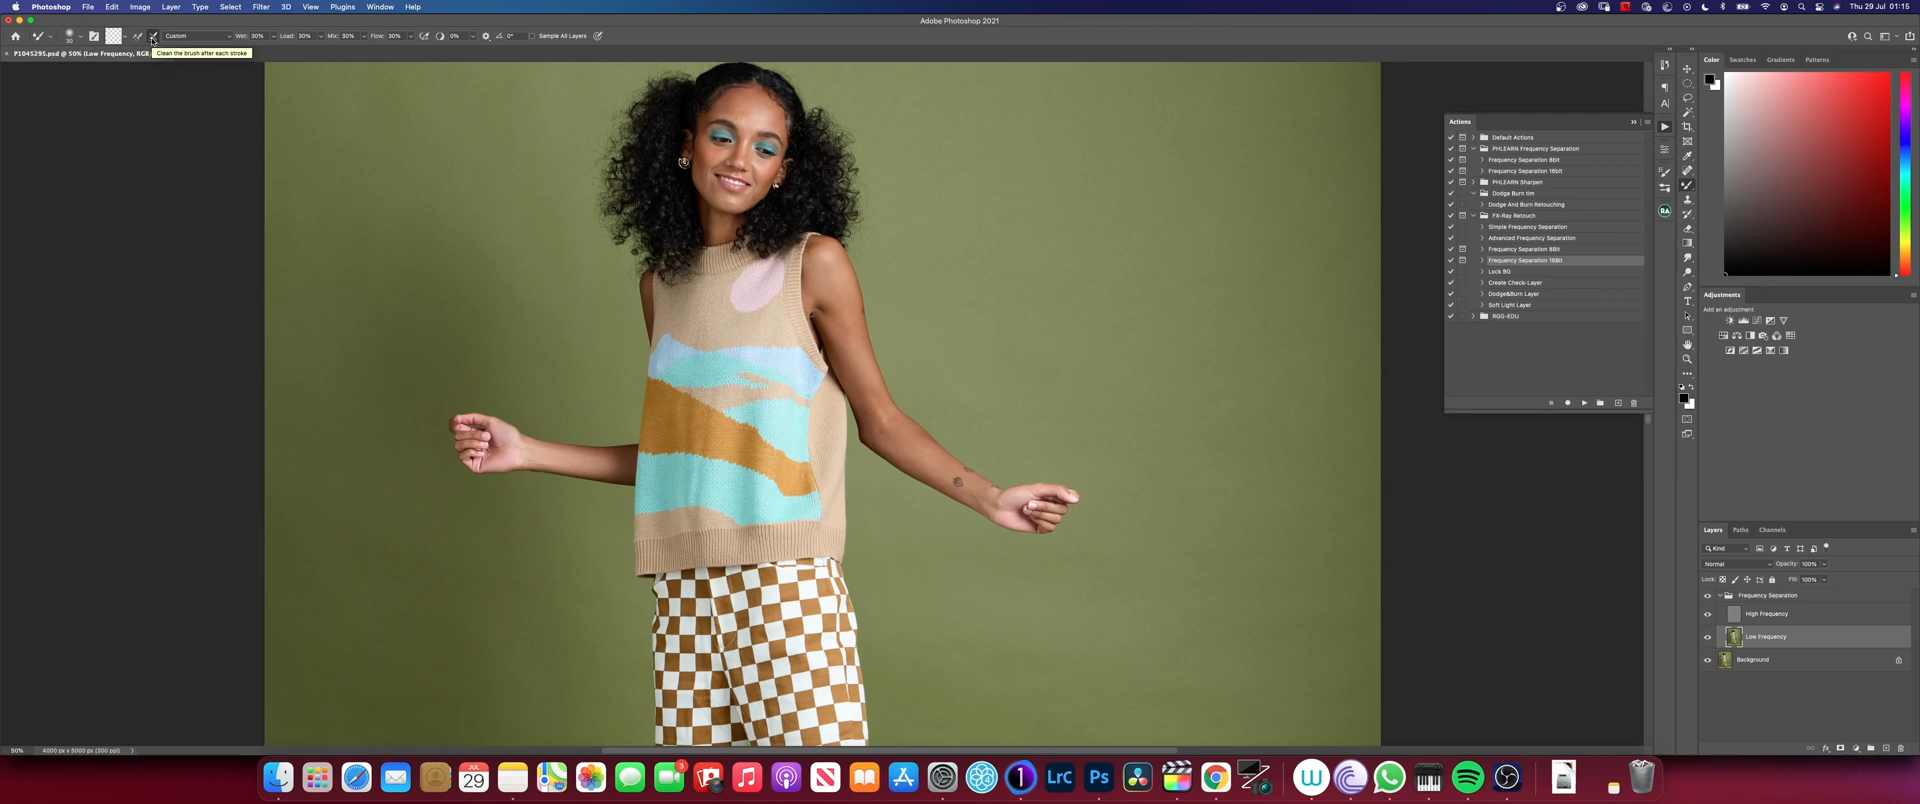 Photoshop File Edit Image Layer Type Select Filter 3D View Plugins Window Help Thu 29 Jul 01:15
Adobe Photoshop 2021
30 Custom Wet: 30% Load: 30% Mix: 30% Flow: 30% 0% 0° Sample All Layers
× P1045295.psd @ 50% (Low Frequency, RGB/
Clean the brush after each stroke
Color Swatches Gradients Patterns
Actions
Default Actions
PHLEARN Frequency Separation
Frequency Separation 8bit
Frequency Separation 16bit
PHLEARN Sharpen
Dodge Burn tim
Dodge And Burn Retouching
FX-Ray Retouch
Simple Frequency Separation
Advanced Frequency Separation
Frequency Separation 8Bit
Frequency Separation 16Bit
Lock BG
Create Check-Layer
Dodge&Burn Layer
Soft Light Layer
RGG-EDU
RA
Adjustments
Add an adjustment
Layers Paths Channels
Kind
Normal Opacity: 100%
Lock: Fill: 100%
Frequency Separation
High Frequency
Low Frequency
Background
50% 4000 px x 5000 px (300 ppi)
JUL
29
3
1
LrC
Ps
W